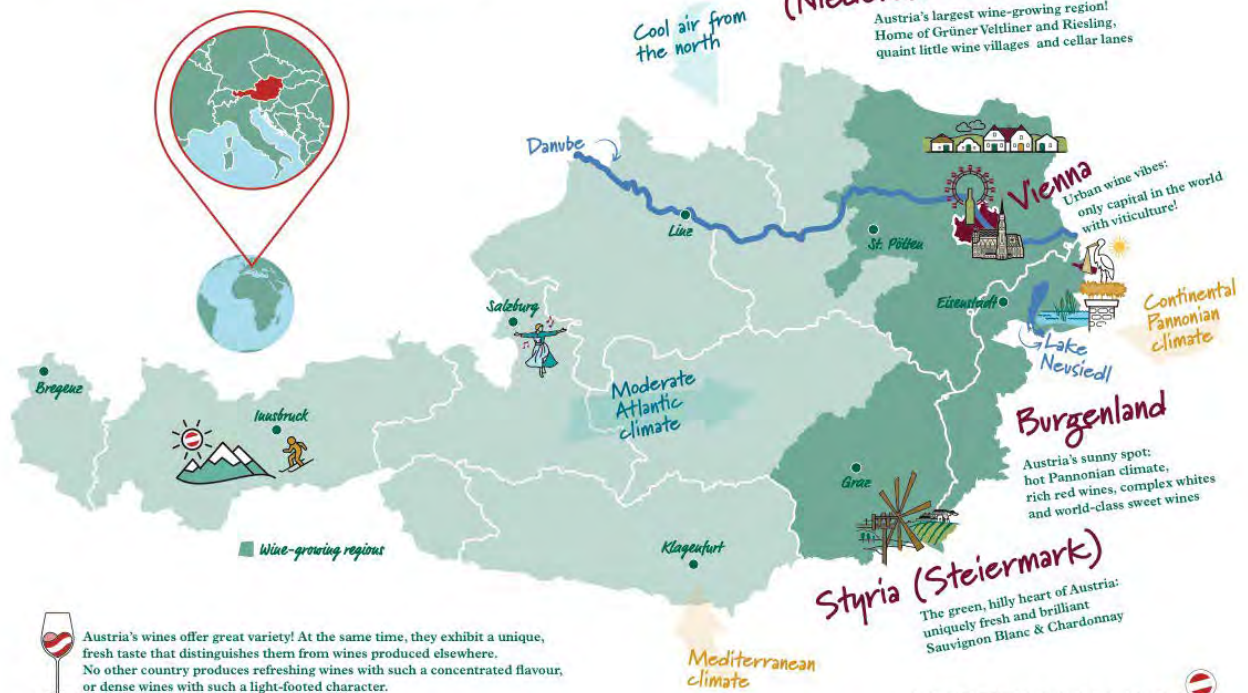 Cool air from
the north
Austria's largest wine-growing region!
Home of Grüner Veltliner and Riesling,
quaint little wine villages and cellar lanes
Danube
Linz
St. Pölten
Vienna
Urban wine vibes:
only capital in the world
with viticulture!
Salzburg
Eisenstadt
Continental
Pannonian
climate
Lake
Neusiedl
Bregenz
Innsbruck
Moderate
Atlantic
climate
Burgenland
Austria's sunny spot:
hot Pannonian climate,
rich red wines, complex whites
and world-class sweet wines
Graz
Wine-growing regions
Klagenfurt
Styria (Steiermark)
The green, hilly heart of Austria:
uniquely fresh and brilliant
Sauvignon Blanc & Chardonnay
Mediterranean
climate
Austria's wines offer great variety! At the same time, they exhibit a unique,
fresh taste that distinguishes them from wines produced elsewhere.
No other country produces refreshing wines with such a concentrated flavour,
or dense wines with such a light-footed character.